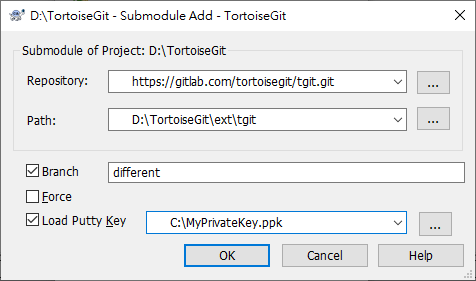 D:\TortoiseGit - Submodule Add - TortoiseGit
Submodule of Project: D:\TortoiseGit
Repository: https://gitlab.com/tortoisegit/tgit.git ...
Path: D:\TortoiseGit\ext\tgit ...
Branch different
Force
Load Putty Key C:\MyPrivateKey.ppk ...
OK Cancel Help